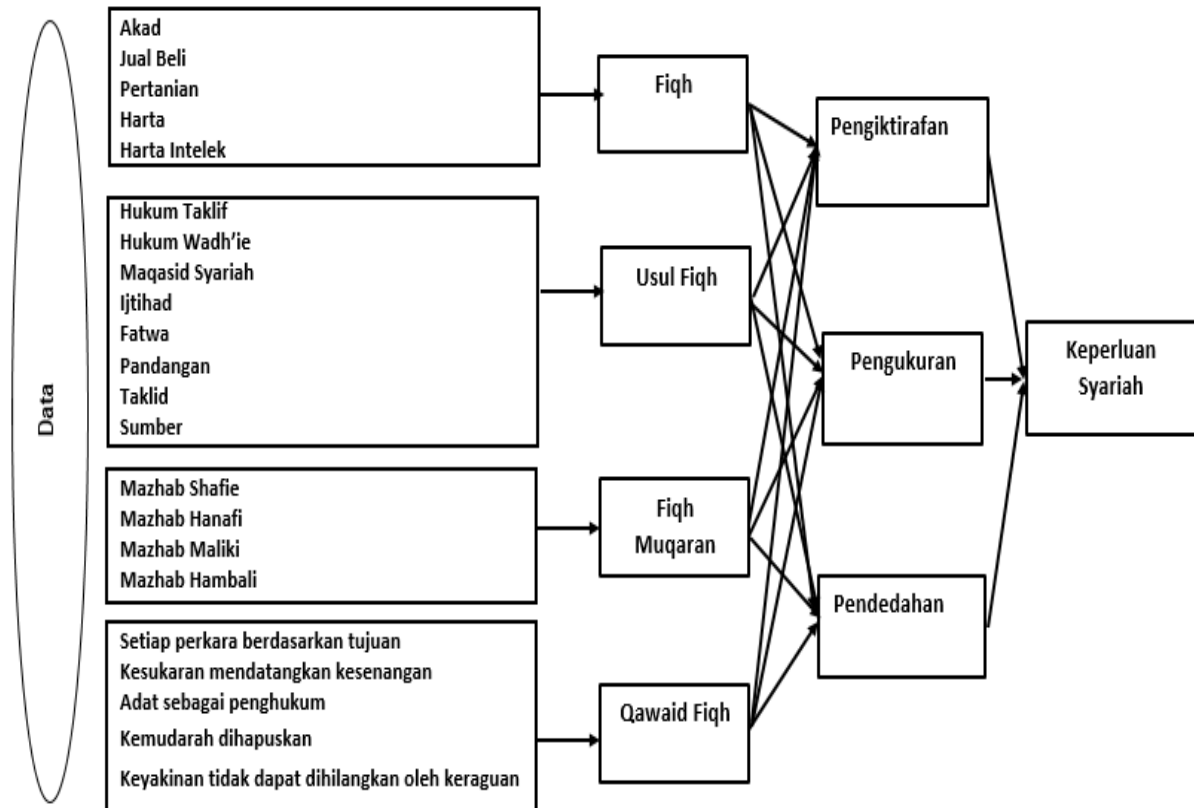 Data
Akad
Jual Beli
Pertanian
Harta
Harta Intelek
Hukum Taklif
Hukum Wadh'ie
Maqasid Syariah
Ijtihad
Fatwa
Pandangan
Taklid
Sumber
Mazhab Shafie
Mazhab Hanafi
Mazhab Maliki
Mazhab Hambali
Setiap perkara berdasarkan tujuan
Kesukaran mendatangkan kesenangan
Adat sebagai penghukum
Kemudarah dihapuskan
Keyakinan tidak dapat dihilangkan oleh keraguan
Fiqh
Usul Fiqh
Fiqh
Muqaran
Qawaid Fiqh
Pengiktirafan
Pengukuran
Pendedahan
Keperluan
Syariah